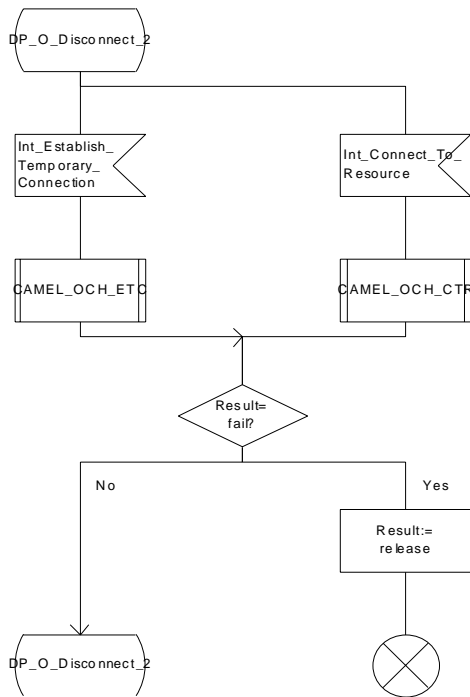 DP_O_Disconnect_2
Int_Establish_
Temporary_
Connection
Int_Connect_To_
Resource
CAMEL_OCH_ETC
CAMEL_OCH_CTR
Result=
fail?
No
Yes
Result:=
release
DP_O_Disconnect_2